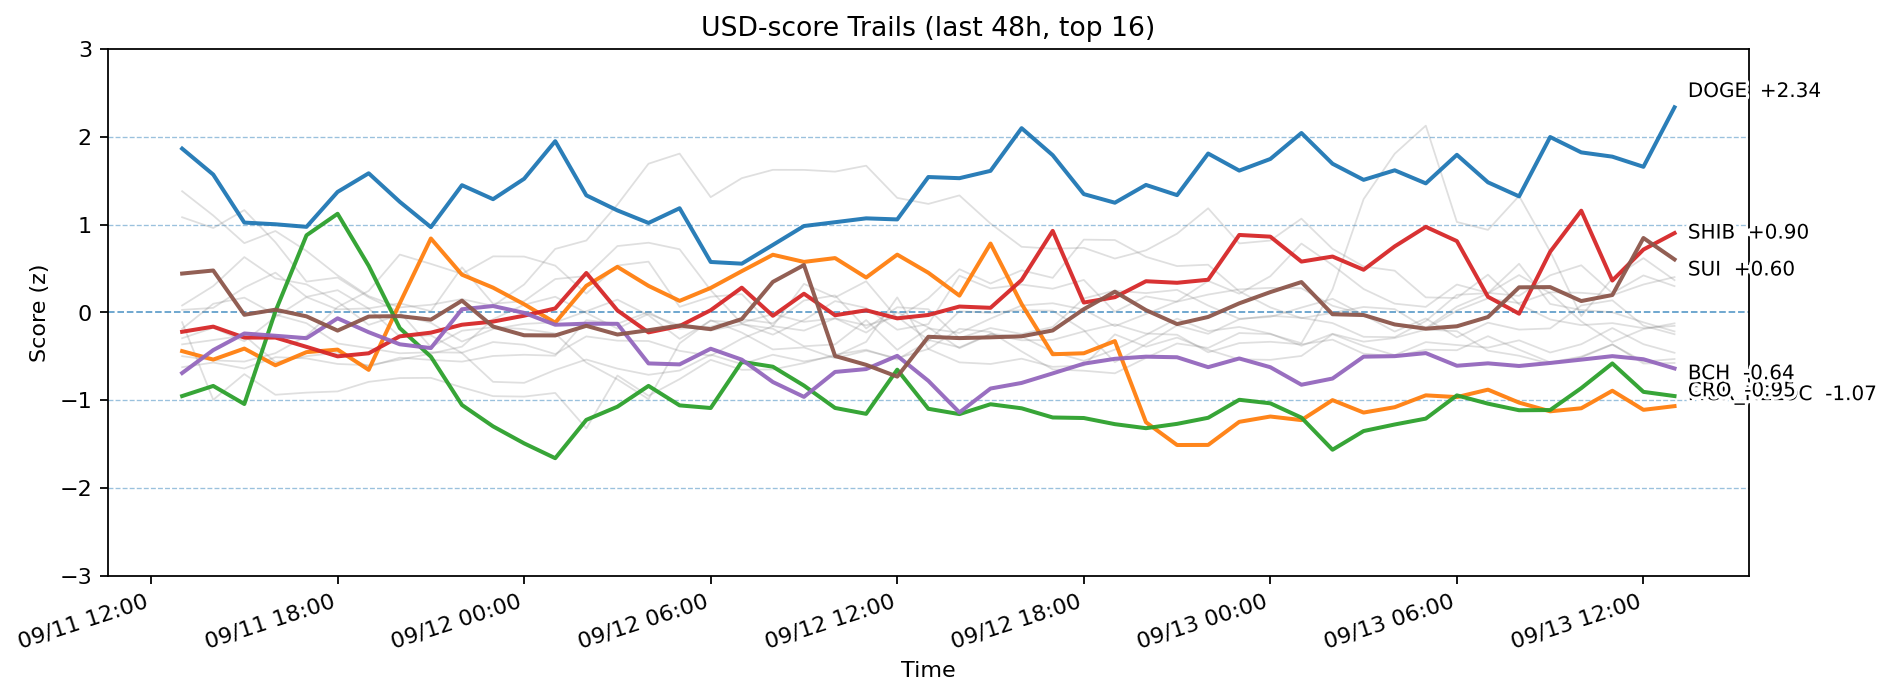 USD-score Trails (last 48h, top 16)
Score (z)
3
2
1
0
−1
−2
−3
DOGE +2.34
SHIB +0.90
SUI +0.60
BCH -0.64
CRO -0.95
-1.07
09/11 12:00
09/11 18:00
09/12 00:00
09/12 06:00
09/12 12:00
09/12 18:00
09/13 00:00
09/13 06:00
09/13 12:00
Time